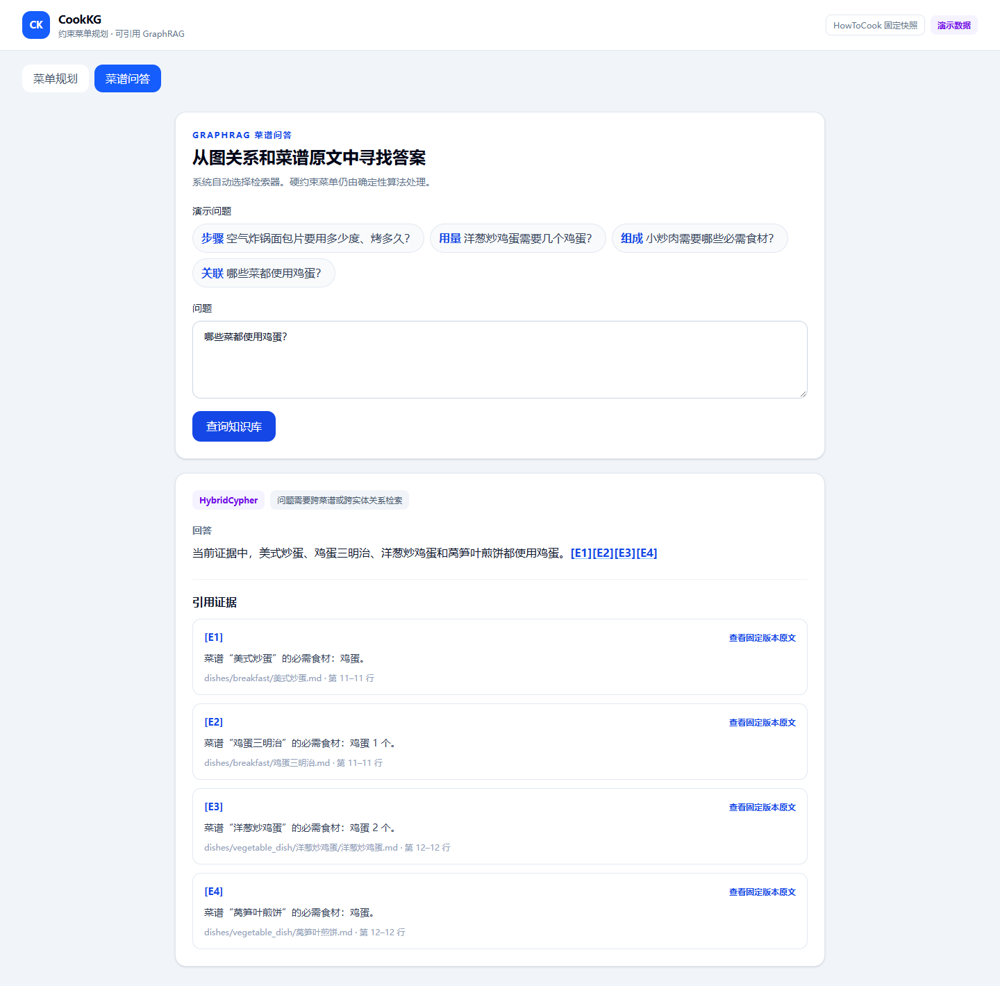 CK
CookKG
约束菜单规划 · 可引用 GraphRAG
HowToCook 固定快照
演示数据
菜单规划
菜谱问答
GRAPHRAG 菜谱问答
从图关系和菜谱原文中寻找答案
系统自动选择检索器。硬约束菜单仍由确定性算法处理。
演示问题
步骤 空气炸锅面包片要用多少度、烤多久?
用量 洋葱炒鸡蛋需要几个鸡蛋?
组成 小炒肉需要哪些必需食材?
关联 哪些菜都使用鸡蛋?
问题
哪些菜都使用鸡蛋?
查询知识库
HybridCypher
问题需要跨菜谱或跨实体关系检索
回答
当前证据中，美式炒蛋、鸡蛋三明治、洋葱炒鸡蛋和莴笋叶煎饼都使用鸡蛋。[E1][E2][E3][E4]
引用证据
[E1]
查看固定版本原文
菜谱“美式炒蛋”的必需食材：鸡蛋。
dishes/breakfast/美式炒蛋.md · 第 11–11 行
[E2]
查看固定版本原文
菜谱“鸡蛋三明治”的必需食材：鸡蛋 1 个。
dishes/breakfast/鸡蛋三明治.md · 第 11–11 行
[E3]
查看固定版本原文
菜谱“洋葱炒鸡蛋”的必需食材：鸡蛋 2 个。
dishes/vegetable_dish/洋葱炒鸡蛋/洋葱炒鸡蛋.md · 第 12–12 行
[E4]
查看固定版本原文
菜谱“莴笋叶煎饼”的必需食材：鸡蛋。
dishes/vegetable_dish/莴笋叶煎饼.md · 第 12–12 行